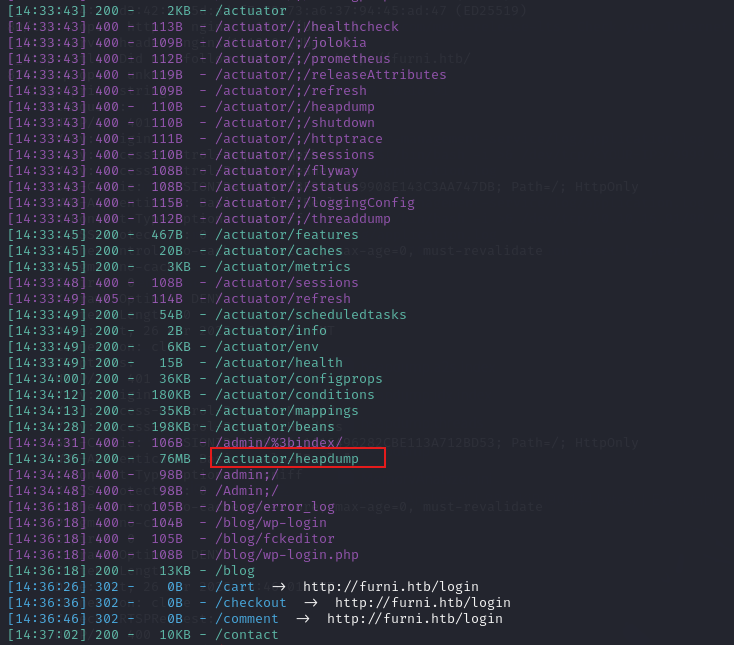 [14:33:43] 200 -    2KB - /actuator
[14:33:43] 400 -  113B  - /actuator/;/healthcheck
[14:33:43] 400 -  109B  - /actuator/;/jolokia
[14:33:43] 400 -  112B  - /actuator/;/prometheus
[14:33:43] 400 -  119B  - /actuator/;/releaseAttributes
[14:33:43] 400 -  109B  - /actuator/;/refresh
[14:33:43] 400 -  110B  - /actuator/;/heapdump
[14:33:43] 400 -  110B  - /actuator/;/shutdown
[14:33:43] 400 -  111B  - /actuator/;/httptrace
[14:33:43] 400 -  110B  - /actuator/;/sessions
[14:33:43] 400 -  108B  - /actuator/;/flyway
[14:33:43] 400 -  108B  - /actuator/;/status
[14:33:43] 400 -  115B  - /actuator/;/loggingConfig
[14:33:43] 400 -  112B  - /actuator/;/threaddump
[14:33:45] 200 -  467B  - /actuator/features
[14:33:45] 200 -   20B  - /actuator/caches
[14:33:45] 200 -    3KB - /actuator/metrics
[14:33:48] 400 -  108B  - /actuator/sessions
[14:33:49] 405 -  114B  - /actuator/refresh
[14:33:49] 200 -   54B  - /actuator/scheduledtasks
[14:33:49] 200 -    2B  - /actuator/info
[14:33:49] 200 -    6KB - /actuator/env
[14:33:49] 200 -   15B  - /actuator/health
[14:34:00] 200 -   36KB - /actuator/configprops
[14:34:12] 200 -  180KB - /actuator/conditions
[14:34:13] 200 -   35KB - /actuator/mappings
[14:34:28] 200 -  198KB - /actuator/beans
[14:34:31] 400 -  106B  - /admin/%3bindex/
[14:34:36] 200 -   76MB - /actuator/heapdump
[14:34:48] 400 -   98B  - /admin;/
[14:34:48] 400 -   98B  - /Admin;/
[14:36:18] 400 -  105B  - /blog/error_log
[14:36:18] 400 -  104B  - /blog/wp-login
[14:36:18] 400 -  105B  - /blog/fckeditor
[14:36:18] 400 -  108B  - /blog/wp-login.php
[14:36:18] 200 -   13KB - /blog
[14:36:26] 302 -    0B  - /cart  →  http://furni.htb/login
[14:36:36] 302 -    0B  - /checkout  →  http://furni.htb/login
[14:36:46] 302 -    0B  - /comment  →  http://furni.htb/login
[14:37:02] 200 -   10KB - /contact